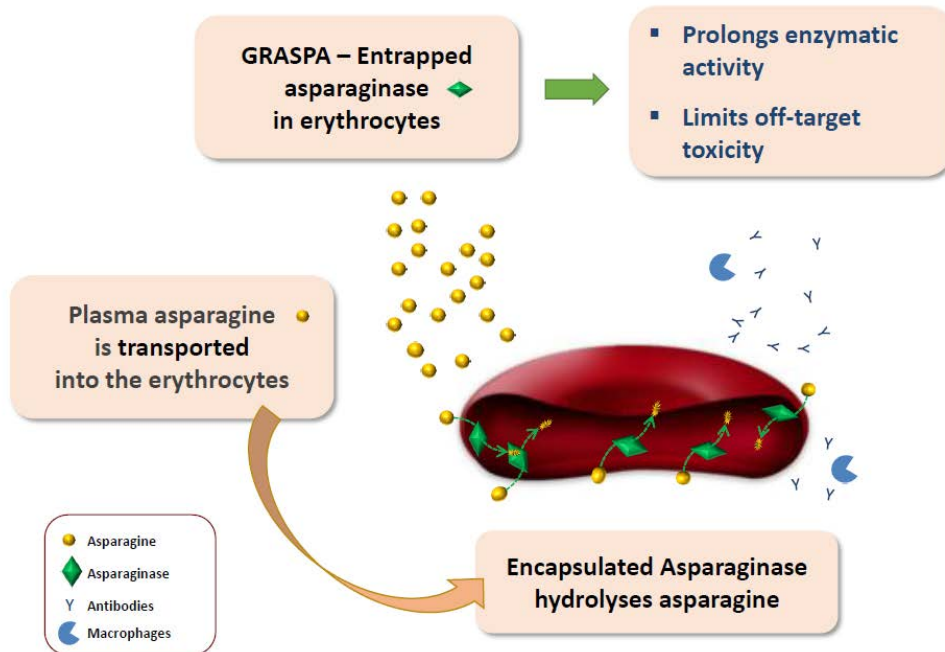 GRASPA – Entrapped
asparaginase
in erythrocytes
▪ Prolongs enzymatic
activity
▪ Limits off-target
toxicity
Plasma asparagine
is transported
into the erythrocytes
Encapsulated Asparaginase
hydrolyses asparagine
Asparagine
Asparaginase
Antibodies
Macrophages